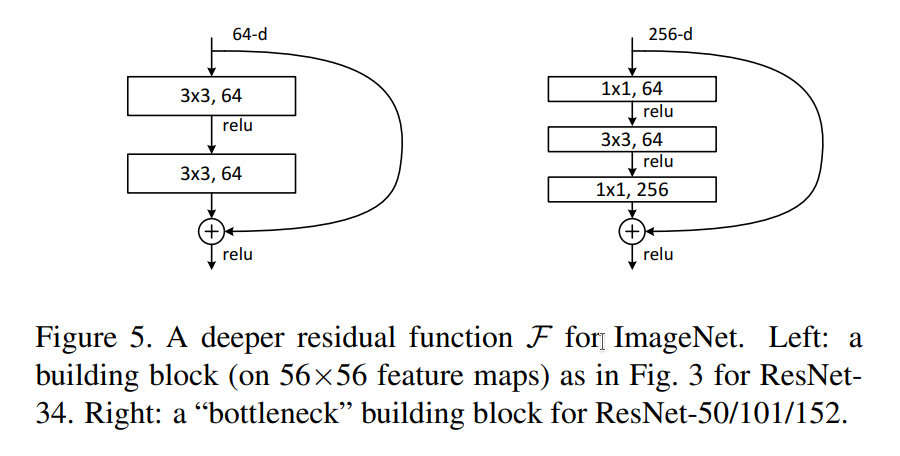 64-d
3x3, 64
relu
3x3, 64
relu
256-d
1x1, 64
relu
3x3, 64
relu
1x1, 256
relu
Figure 5. A deeper residual function F for ImageNet. Left: a
building block (on 56×56 feature maps) as in Fig. 3 for ResNet-
34. Right: a “bottleneck” building block for ResNet-50/101/152.